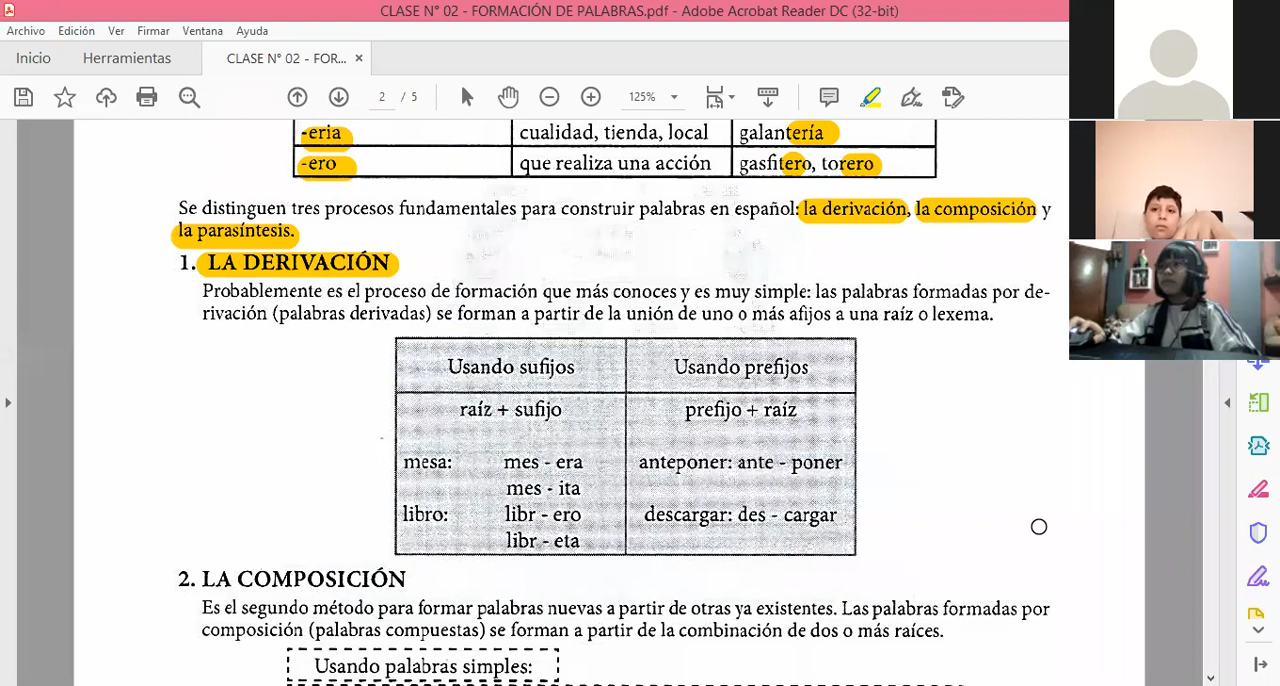 CLASE N° 02 - FORMACIÓN DE PALABRAS.pdf - Adobe Acrobat Reader DC (32-bit)
Archivo Edición Ver Firmar Ventana Ayuda
Inicio Herramientas CLASE N° 02 - FOR... ×
2 / 5 125%
-eria cualidad, tienda, local galantería
-ero que realiza una acción gasfitero, torero
Se distinguen tres procesos fundamentales para construir palabras en español: la derivación, la composición y
la parasíntesis.
1. LA DERIVACIÓN
Probablemente es el proceso de formación que más conoces y es muy simple: las palabras formadas por de-
rivación (palabras derivadas) se forman a partir de la unión de uno o más afijos a una raíz o lexema.
Usando sufijos Usando prefijos
raíz + sufijo prefijo + raíz
mesa: mes - era anteponer: ante - poner
mes - ita
libro: libr - ero descargar: des - cargar
libr - eta
2. LA COMPOSICIÓN
Es el segundo método para formar palabras nuevas a partir de otras ya existentes. Las palabras formadas por
composición (palabras compuestas) se forman a partir de la combinación de dos o más raíces.
Usando palabras simples: